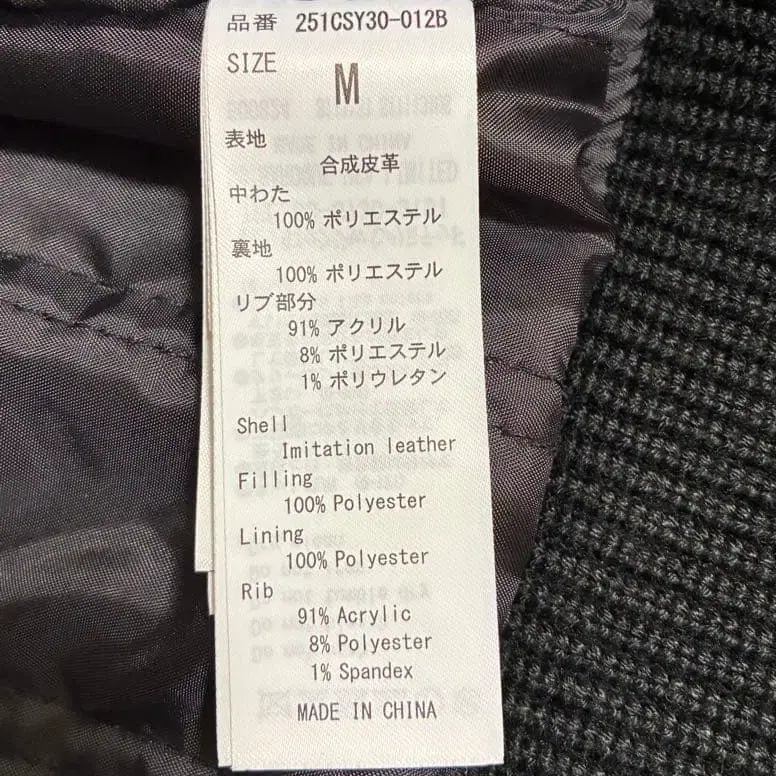 品番 251CSY30-012B
SIZE
M
表地
合成皮革
中わた
100% ポリエステル
裏地
100% ポリエステル
リブ部分
91% アクリル
8% ポリエステル
1% ポリウレタン
Shell
Imitation leather
Filling
100% Polyester
Lining
100% Polyester
Rib
91% Acrylic
8% Polyester
1% Spandex
MADE IN CHINA